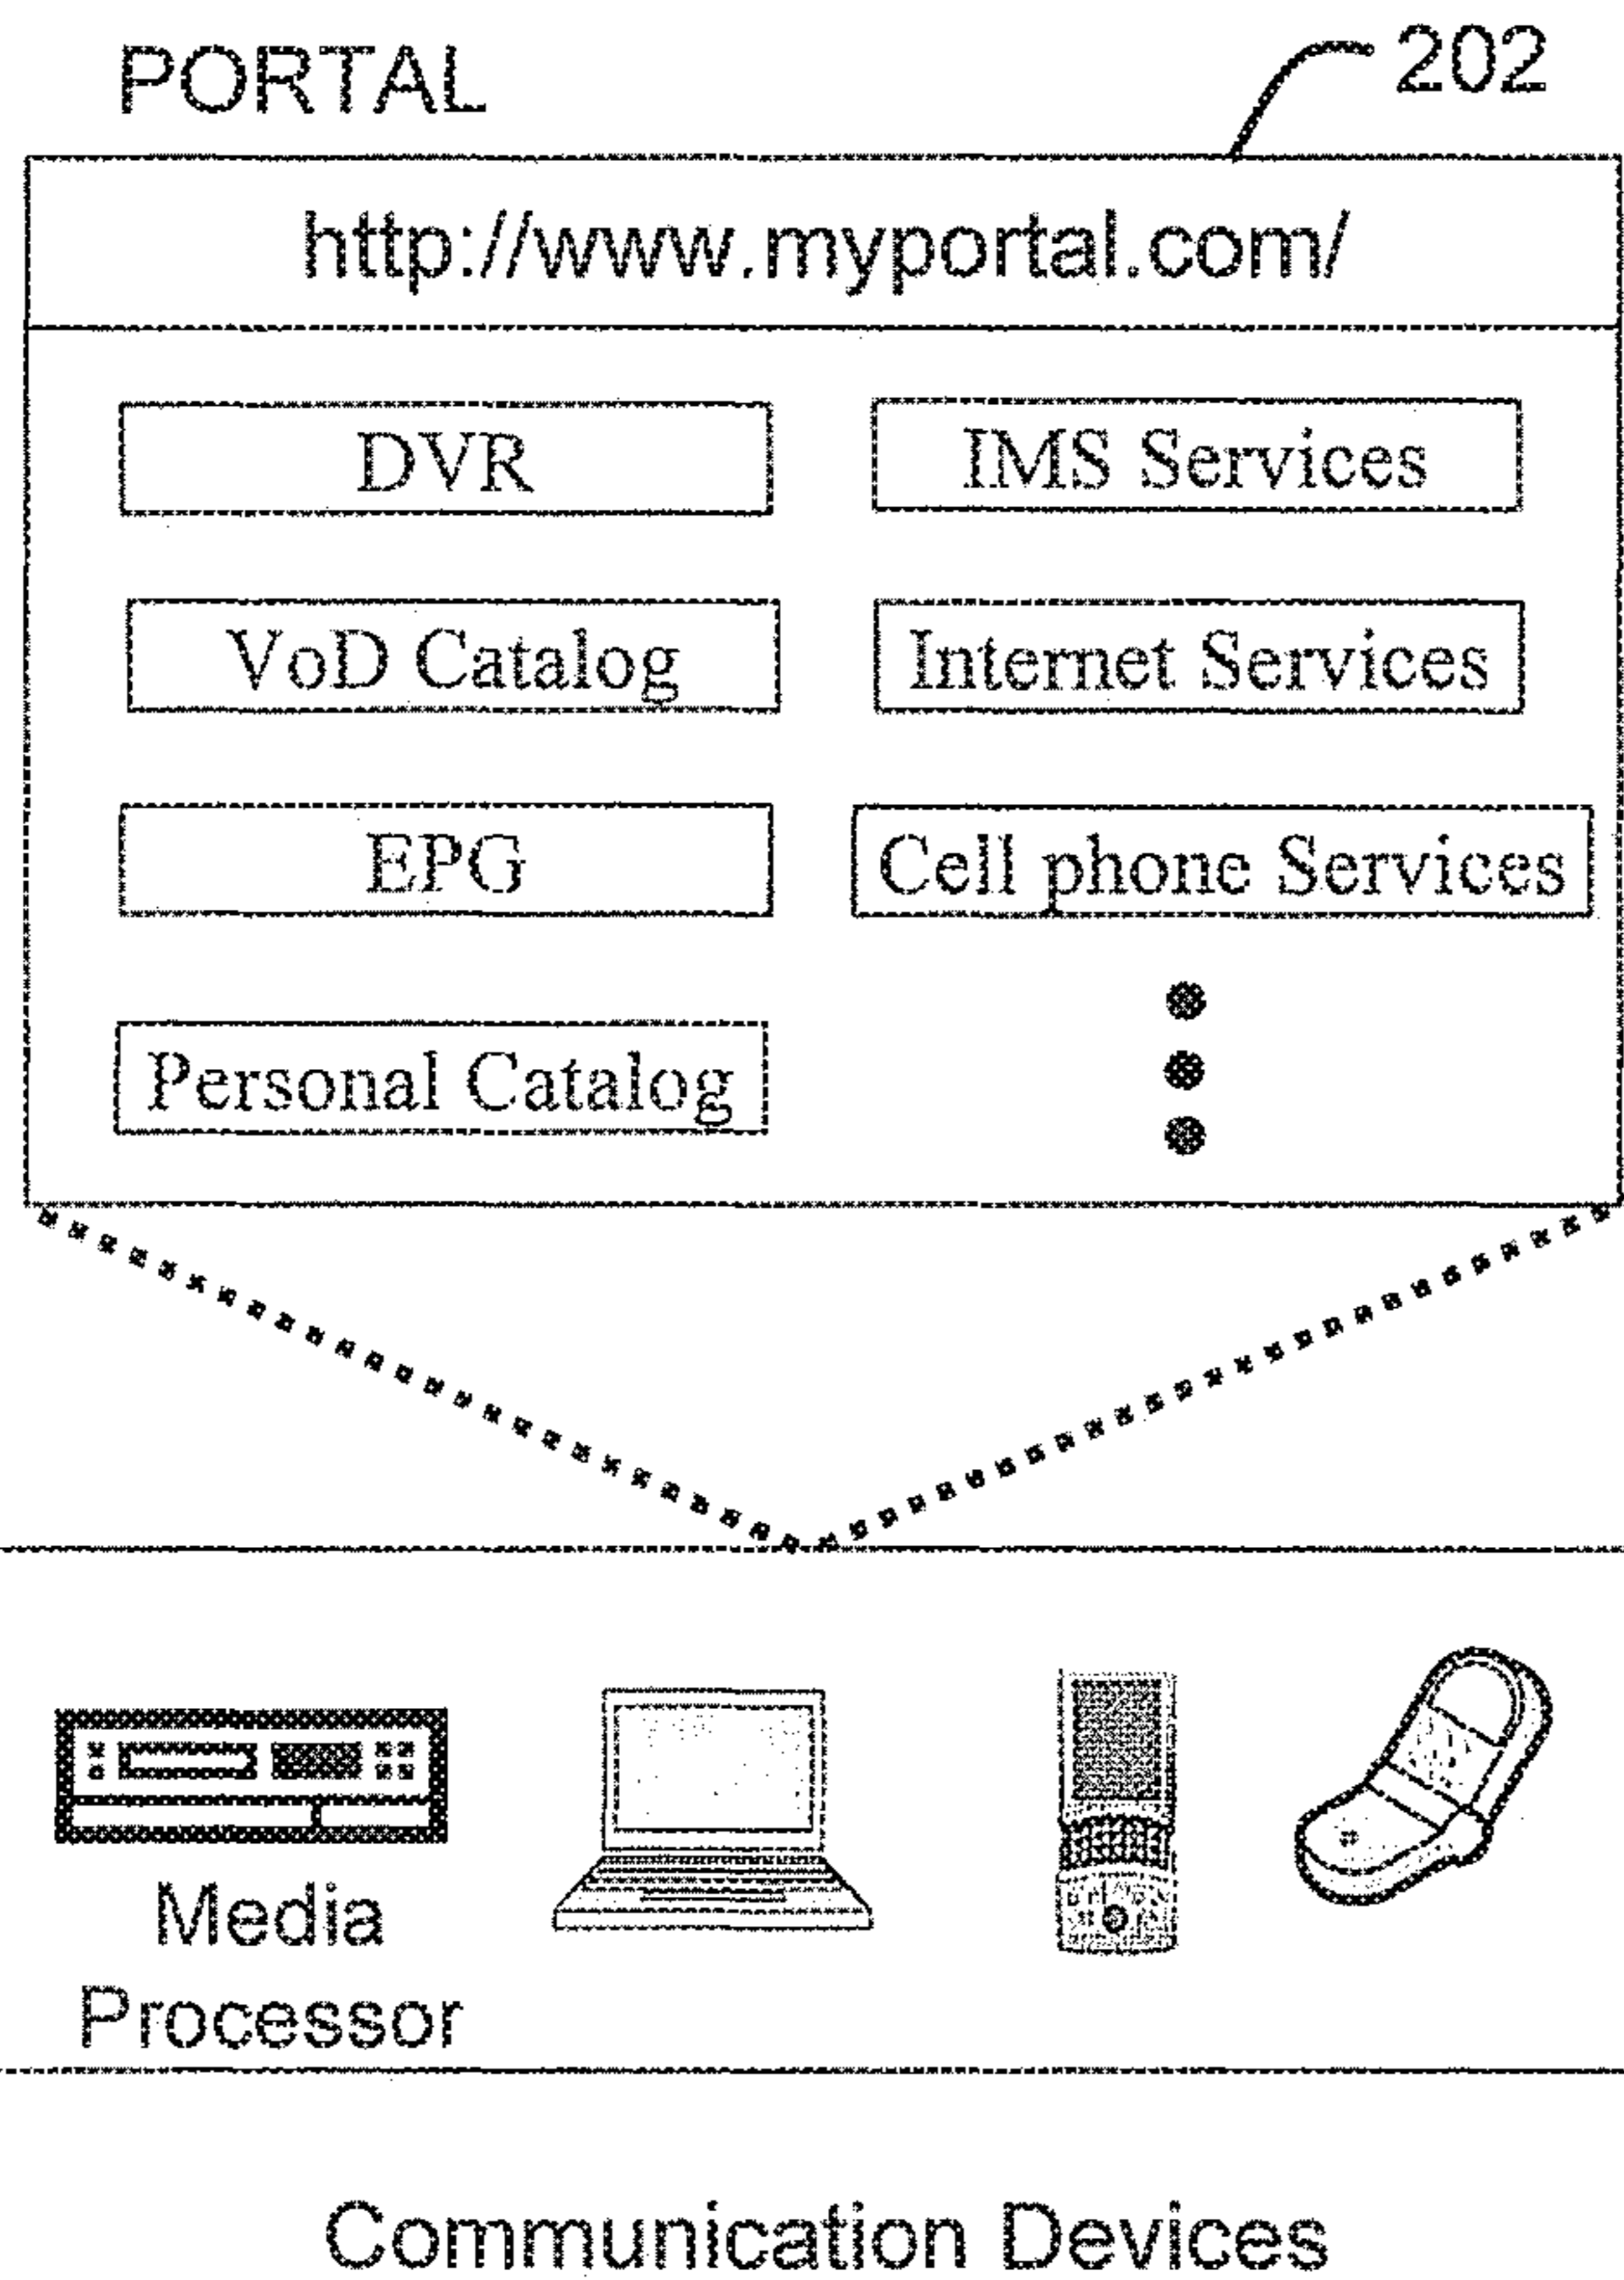 PORTAL
202
http://www.myportal.com/
DVR
IMS Services
VoD Catalog
Internet Services
EPG
Cell phone Services
Personal Catalog
Media
Processor
Communication Devices